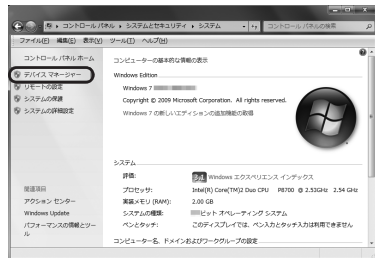 コントロール パネル ▸ システムとセキュリティ ▸ システム
コントロール パネルの検索
ファイル(F) 編集(E) 表示(V) ツール(T) ヘルプ(H)
コントロール パネル ホーム
デバイス マネージャー
リモートの設定
システムの保護
システムの詳細設定
関連項目
アクション センター
Windows Update
パフォーマンスの情報とツール
コンピューターの基本的な情報の表示
Windows Edition
Windows 7
Copyright © 2009 Microsoft Corporation. All rights reserved.
Windows 7 の新しいエディションの追加機能の取得
システム
評価: Windows エクスペリエンス インデックス
プロセッサ: Intel(R) Core(TM)2 Duo CPU P8700 @ 2.53GHz 2.54 GHz
実装メモリ (RAM): 2.00 GB
システムの種類: ビット オペレーティング システム
ペンとタッチ: このディスプレイでは、ペン入力とタッチ入力は利用できません
コンピューター名、ドメインおよびワークグループの設定